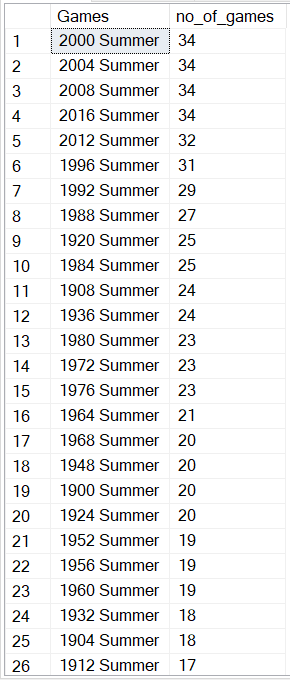 Games no_of_games
1 2000 Summer 34
2 2004 Summer 34
3 2008 Summer 34
4 2016 Summer 34
5 2012 Summer 32
6 1996 Summer 31
7 1992 Summer 29
8 1988 Summer 27
9 1920 Summer 25
10 1984 Summer 25
11 1908 Summer 24
12 1936 Summer 24
13 1980 Summer 23
14 1972 Summer 23
15 1976 Summer 23
16 1964 Summer 21
17 1968 Summer 20
18 1948 Summer 20
19 1900 Summer 20
20 1924 Summer 20
21 1952 Summer 19
22 1956 Summer 19
23 1960 Summer 19
24 1932 Summer 18
25 1904 Summer 18
26 1912 Summer 17